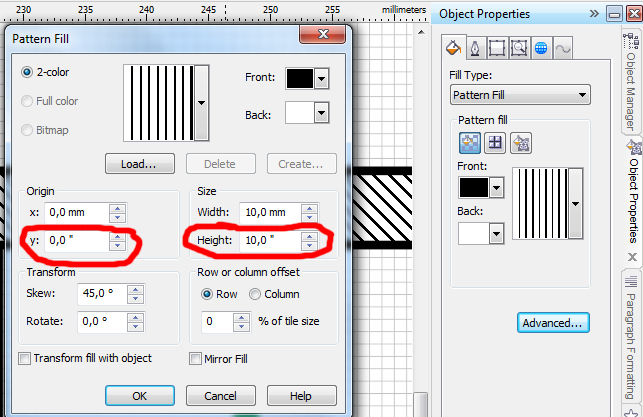 230 235 240 245 250 255 millimeters
Pattern Fill
2-color
Full color
Bitmap
Front:
Back:
Load...
Delete
Create...
Origin
x: 0,0 mm
y: 0,0 "
Size
Width: 10,0 mm
Height: 10,0 "
Transform
Skew: 45,0 °
Rotate: 0,0 °
Row or column offset
Row
Column
0 % of tile size
Transform fill with object
Mirror Fill
OK
Cancel
Help
Object Properties
Fill Type:
Pattern Fill
Pattern fill
Front:
Back:
Advanced...
Object Manager
Object Properties
Paragraph Formatting